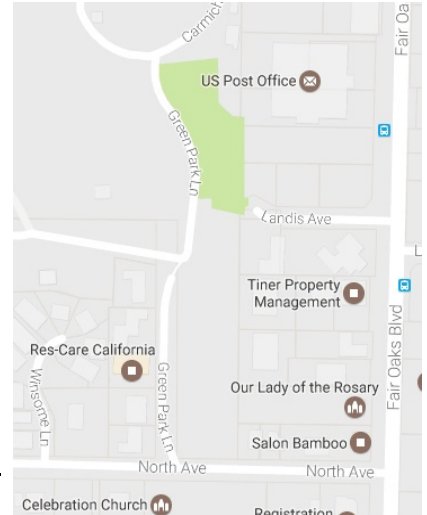 Carmich
Fair Oa
US Post Office
Green Park Ln
Landis Ave
Tiner Property
Management
Res-Care California
Fair Oaks Blvd
Green Park Ln
Winsome Ln
Our Lady of the Rosary
Salon Bamboo
North Ave
North Ave
Celebration Church
Registration